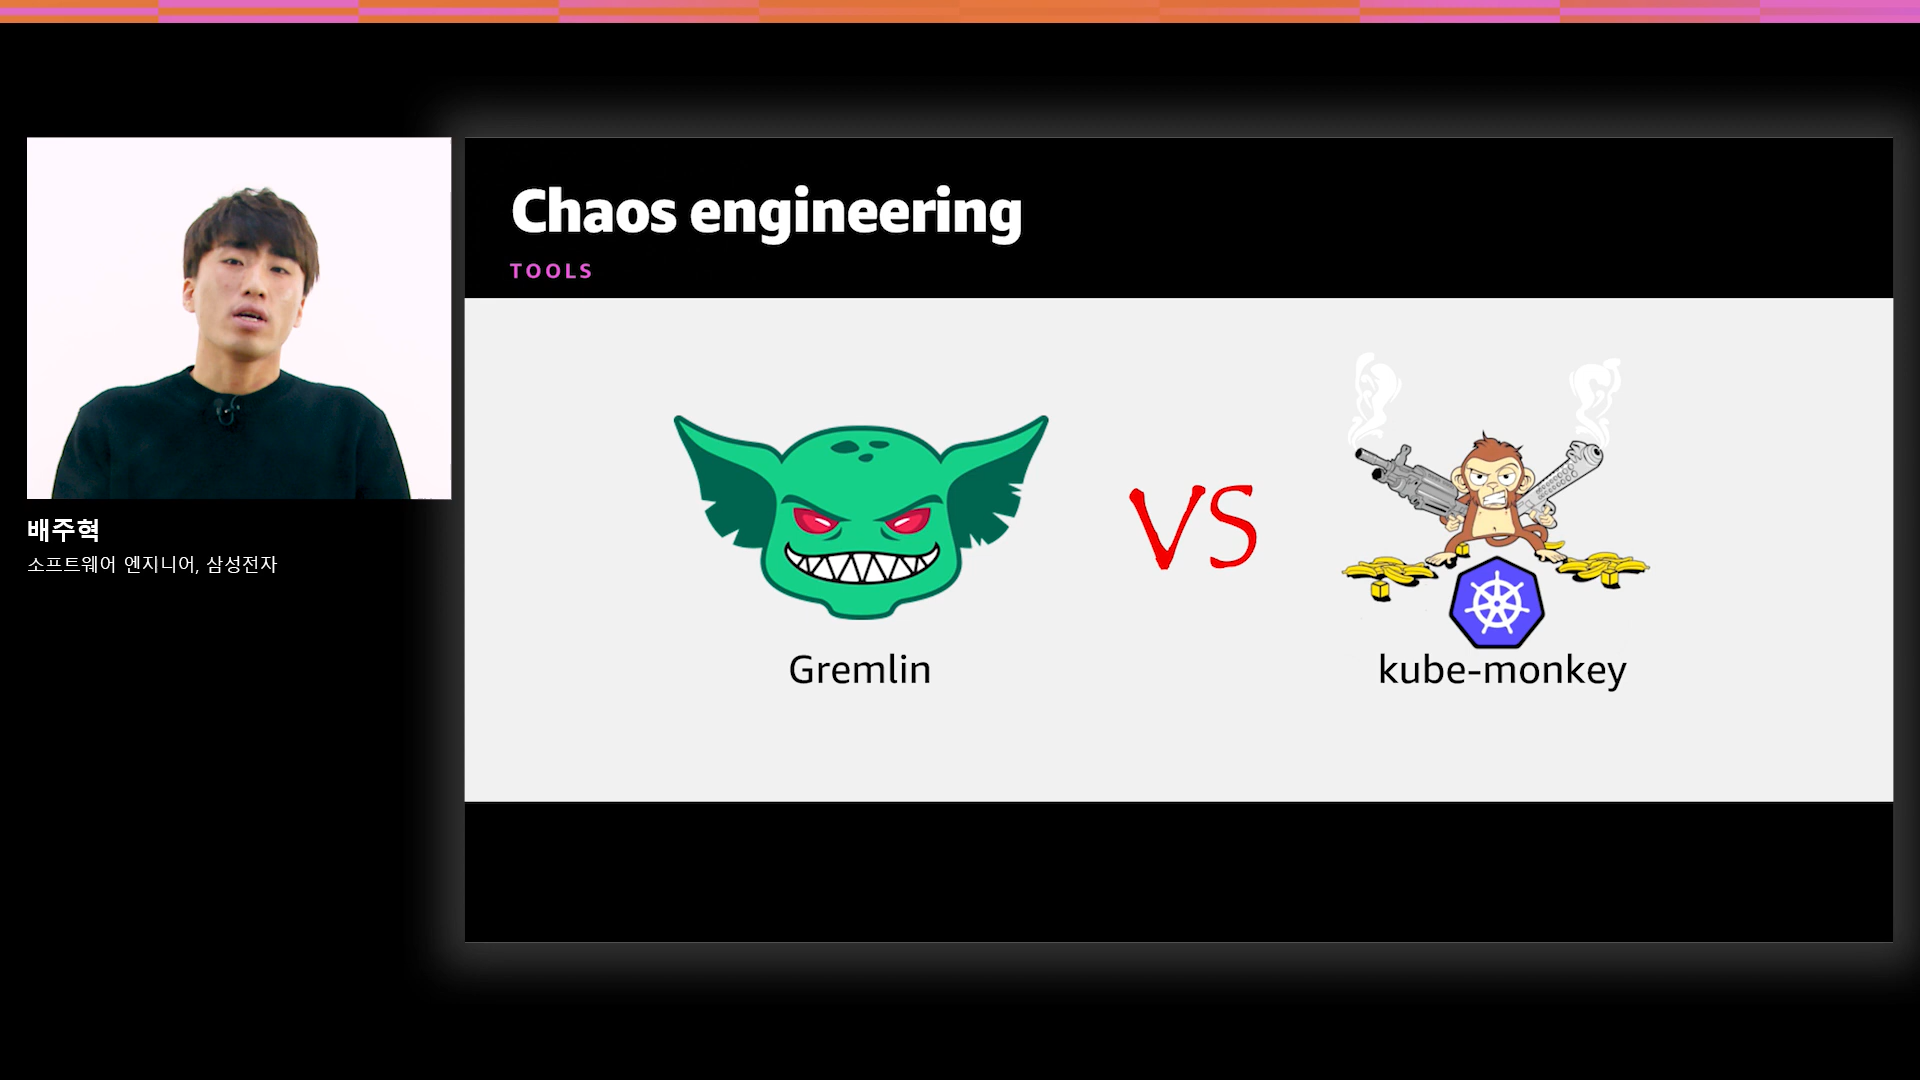 배주혁
소프트웨어 엔지니어, 삼성전자
Chaos engineering
TOOLS
VS
Gremlin
kube-monkey